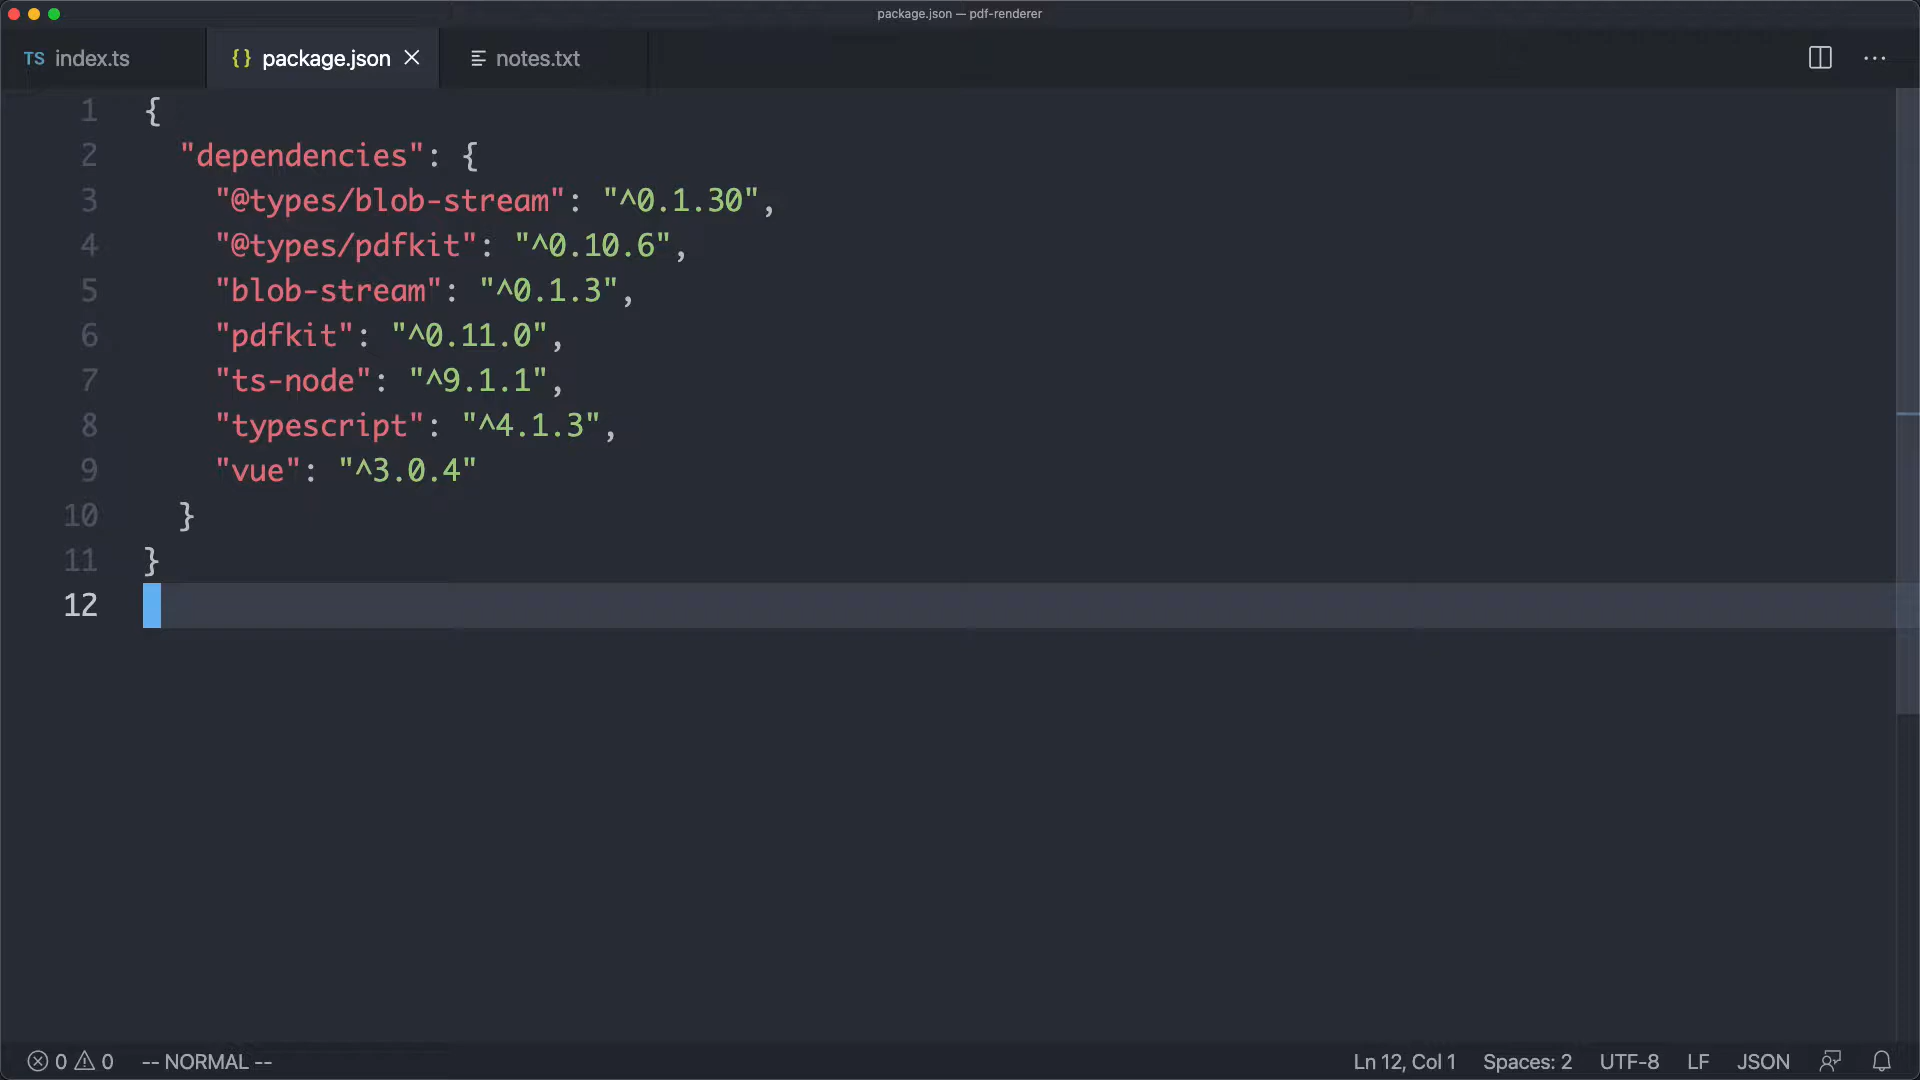 package.json — pdf-renderer
TS index.ts
{} package.json
notes.txt
1 {
2   "dependencies": {
3     "@types/blob-stream": "^0.1.30",
4     "@types/pdfkit": "^0.10.6",
5     "blob-stream": "^0.1.3",
6     "pdfkit": "^0.11.0",
7     "ts-node": "^9.1.1",
8     "typescript": "^4.1.3",
9     "vue": "^3.0.4"
10   }
11 }
12
0 0 -- NORMAL -- Ln 12, Col 1 Spaces: 2 UTF-8 LF JSON